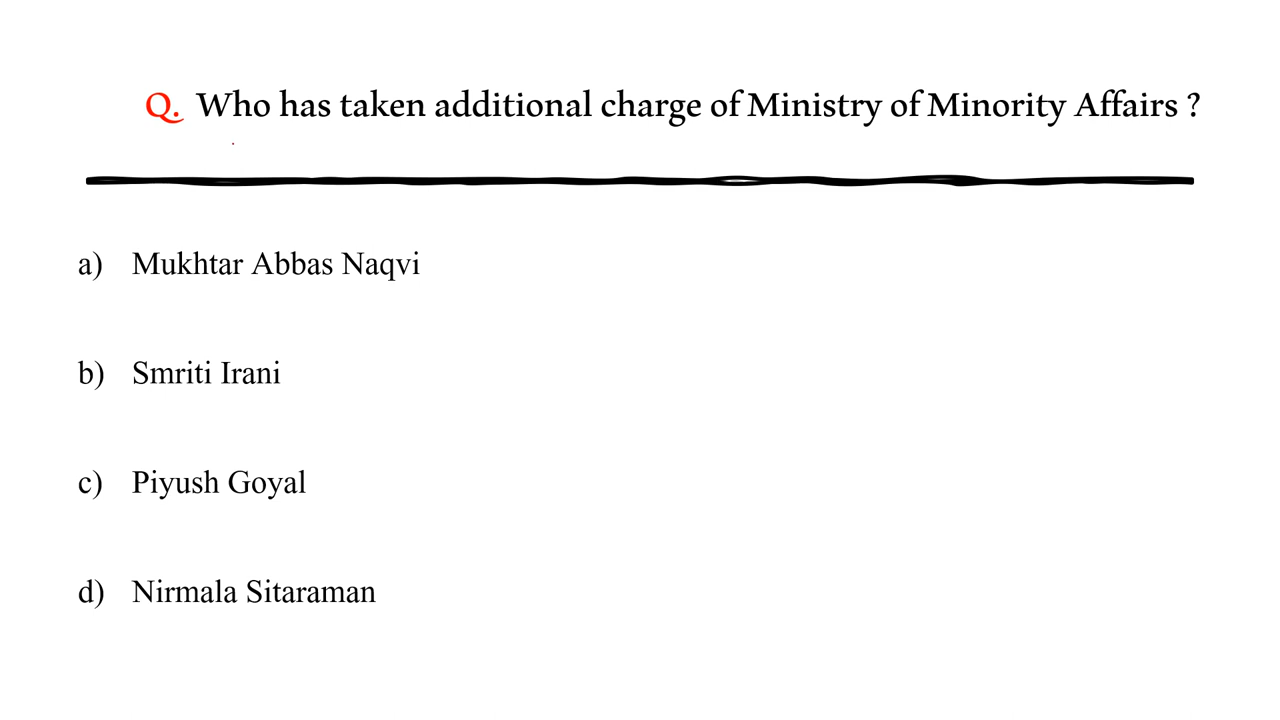 Q. Who has taken additional charge of Ministry of Minority Affairs ?
a) Mukhtar Abbas Naqvi
b) Smriti Irani
c) Piyush Goyal
d) Nirmala Sitaraman